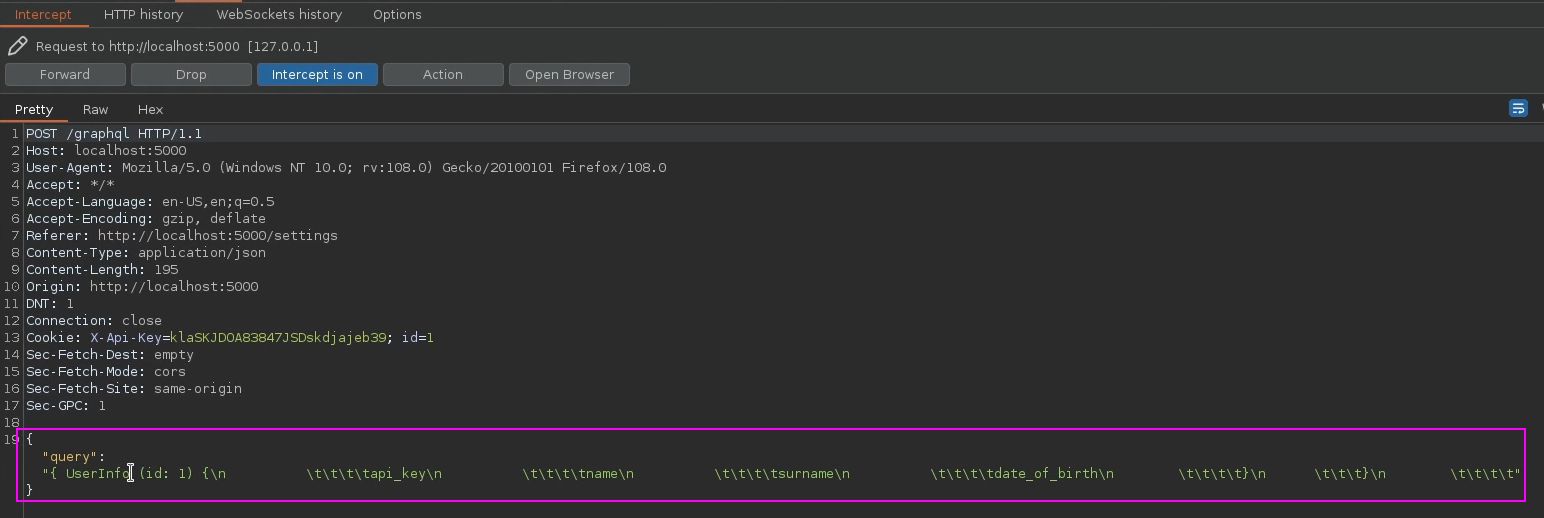 Intercept HTTP history WebSockets history Options
Request to http://localhost:5000 [127.0.0.1]
Forward Drop Intercept is on Action Open Browser
Pretty Raw Hex
1 POST /graphql HTTP/1.1
2 Host: localhost:5000
3 User-Agent: Mozilla/5.0 (Windows NT 10.0; rv:108.0) Gecko/20100101 Firefox/108.0
4 Accept: */*
5 Accept-Language: en-US,en;q=0.5
6 Accept-Encoding: gzip, deflate
7 Referer: http://localhost:5000/settings
8 Content-Type: application/json
9 Content-Length: 195
10 Origin: http://localhost:5000
11 DNT: 1
12 Connection: close
13 Cookie: X-Api-Key=klaSKJDOA83847JSDskdjajeb39; id=1
14 Sec-Fetch-Dest: empty
15 Sec-Fetch-Mode: cors
16 Sec-Fetch-Site: same-origin
17 Sec-GPC: 1
18
19 {
"query":
"{ UserInfo (id: 1) {\n \t\t\t\tapi_key\n \t\t\t\tname\n \t\t\t\tsurname\n \t\t\t\tdate_of_birth\n \t\t\t\t}\n \t\t\t}\n \t\t\t\t"
}